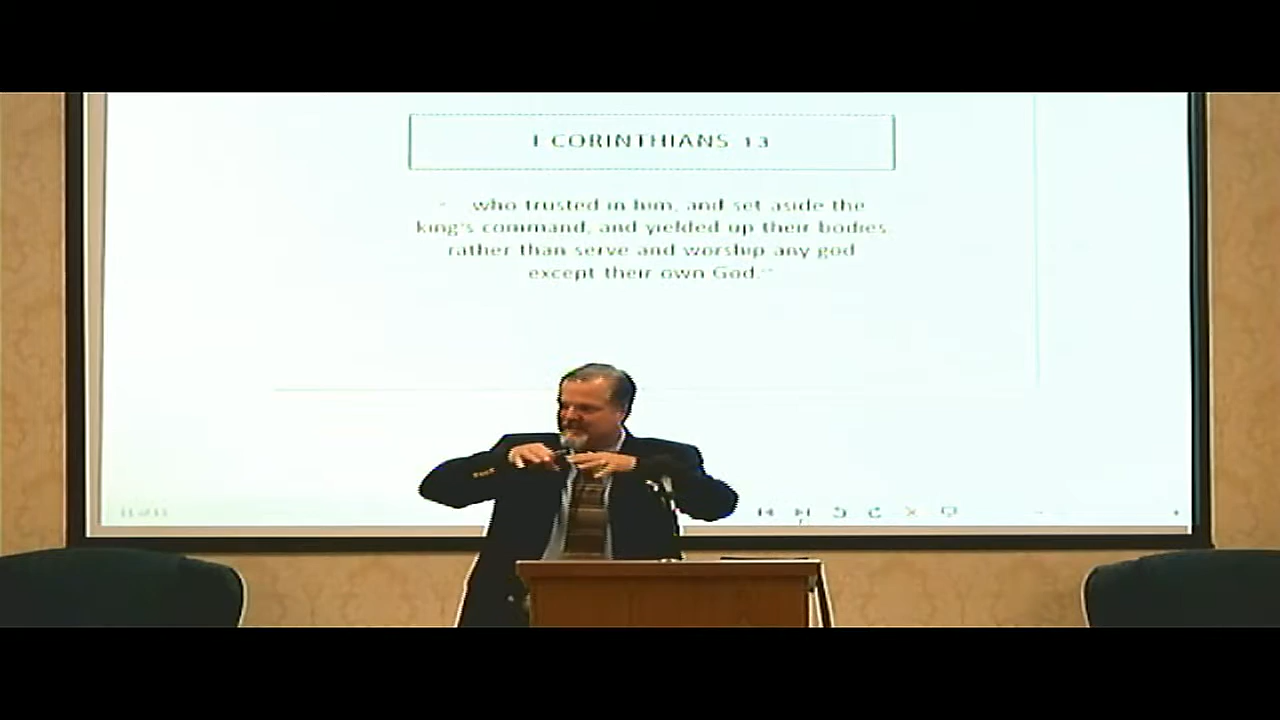 I CORINTHIANS 13
“ who trusted in him, and set aside the
king's command, and yielded up their bodies,
rather than serve and worship any god
except their own God.”